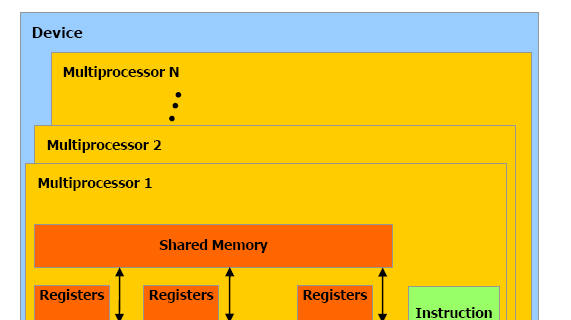 Device
Multiprocessor N
Multiprocessor 2
Multiprocessor 1
Shared Memory
Registers Registers Registers
Instruction